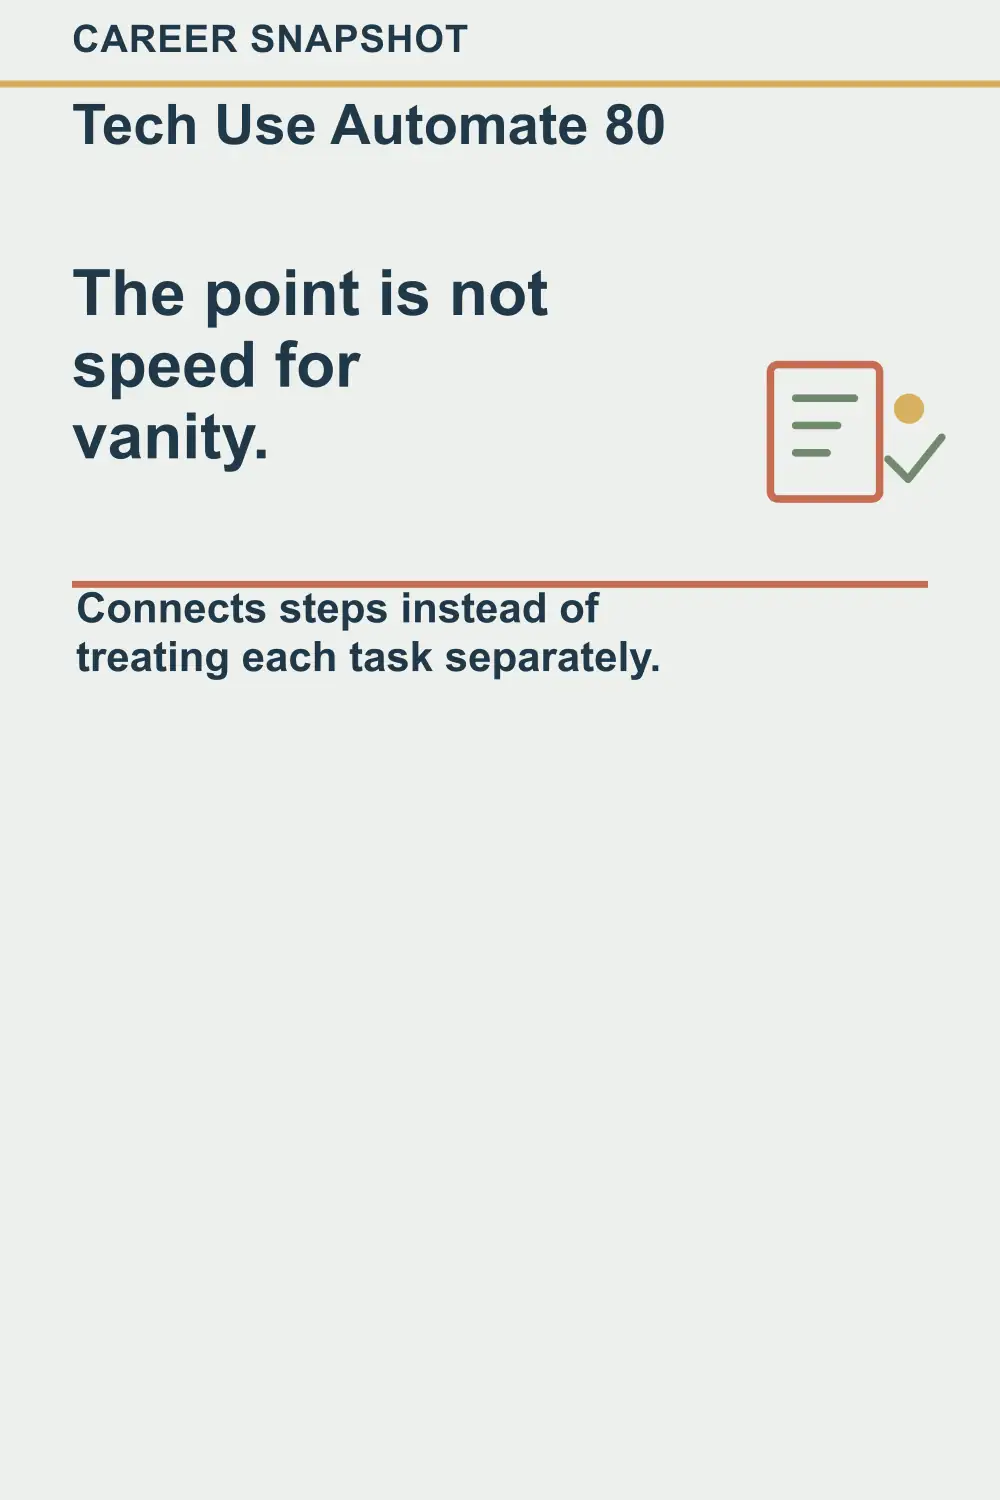 CAREER SNAPSHOT
Tech Use Automate 80
The point is not
speed for
vanity.
Connects steps instead of
treating each task separately.